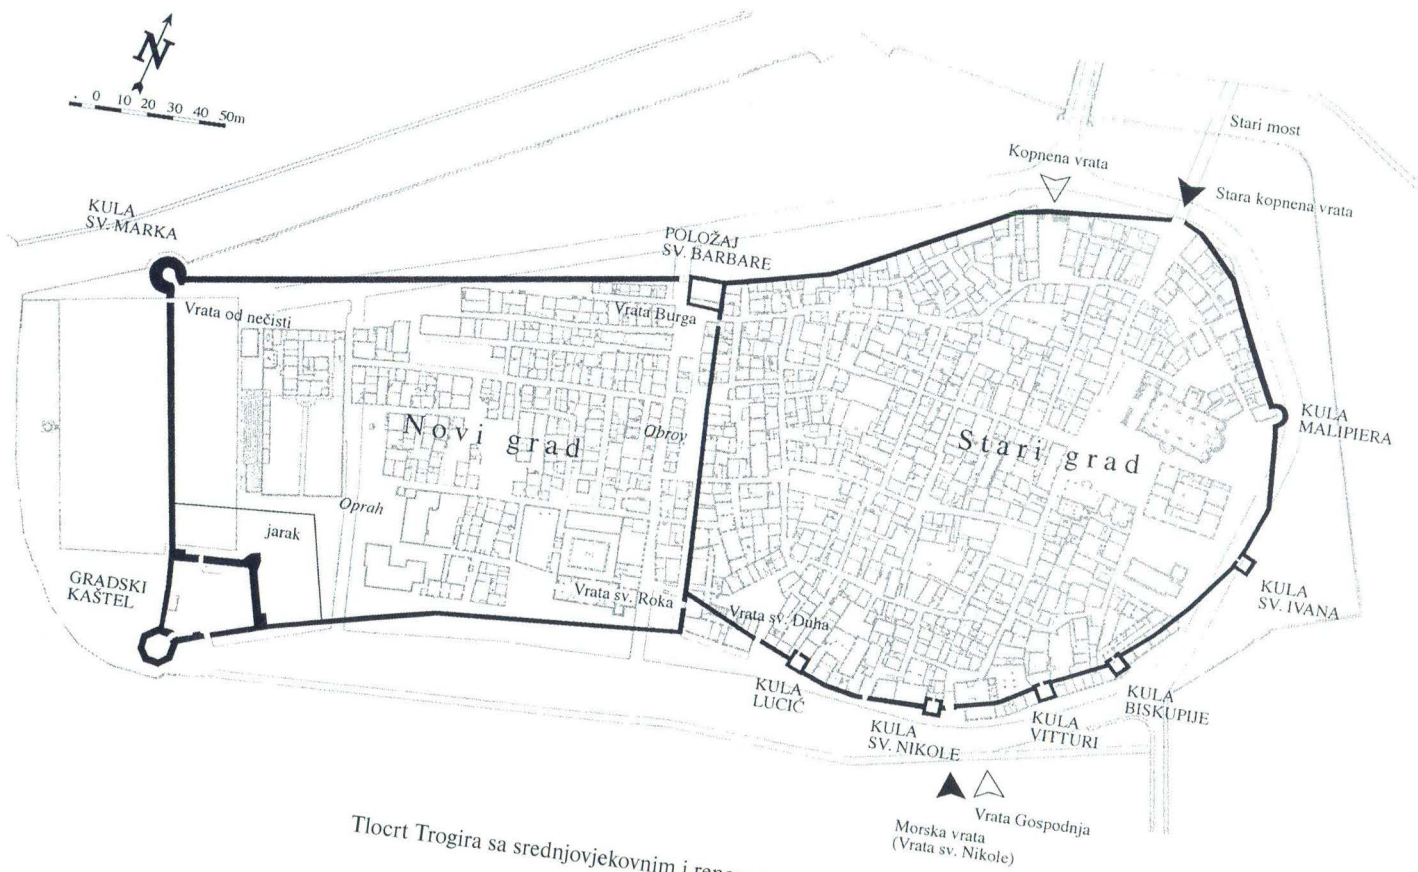 N
0 10 20 30 40 50m
Stari most
Kopnena vrata
Stara kopnena vrata
KULA
SV. MARKA
POLOŽAJ
SV. BARBARE
Vrata od nečisti
Vrata Burga
KULA
MALIPIERA
Novi grad
Obrov
Stari grad
Oprah
jarak
GRADSKI
KAŠTEL
Vrata sv. Roka
Vrata sv. Duha
KULA
SV. IVANA
KULA
LUCIĆ
KULA
BISKUPIJE
KULA
VITTURI
KULA
SV. NIKOLE
Vrata Gospodnja
Morska vrata
(Vrata sv. Nikole)
Tlocrt Trogira sa srednjovjekovnim i